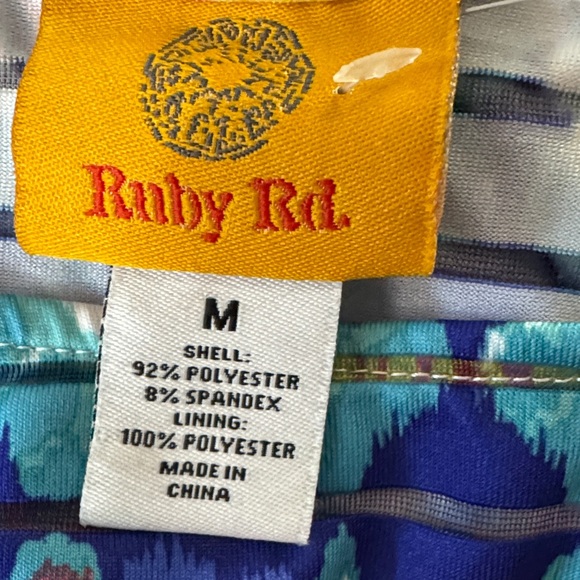 Ruby Rd.
M
SHELL:
92% POLYESTER
8% SPANDEX
LINING:
100% POLYESTER
MADE IN
CHINA